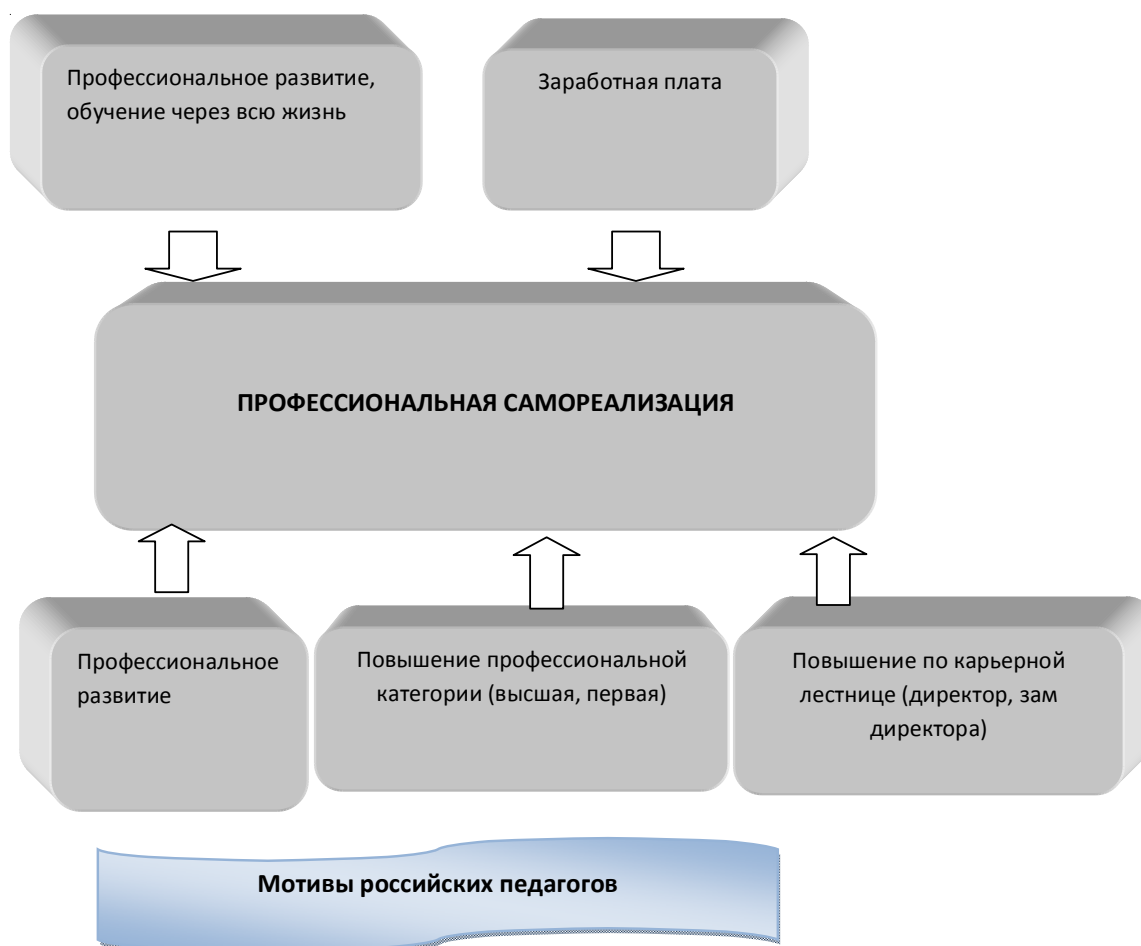 Профессиональное развитие,
обучение через всю жизнь
Заработная плата
ПРОФЕССИОНАЛЬНАЯ САМОРЕАЛИЗАЦИЯ
Профессиональное
развитие
Повышение профессиональной
категории (высшая, первая)
Повышение по карьерной
лестнице (директор, зам
директора)
Мотивы российских педагогов